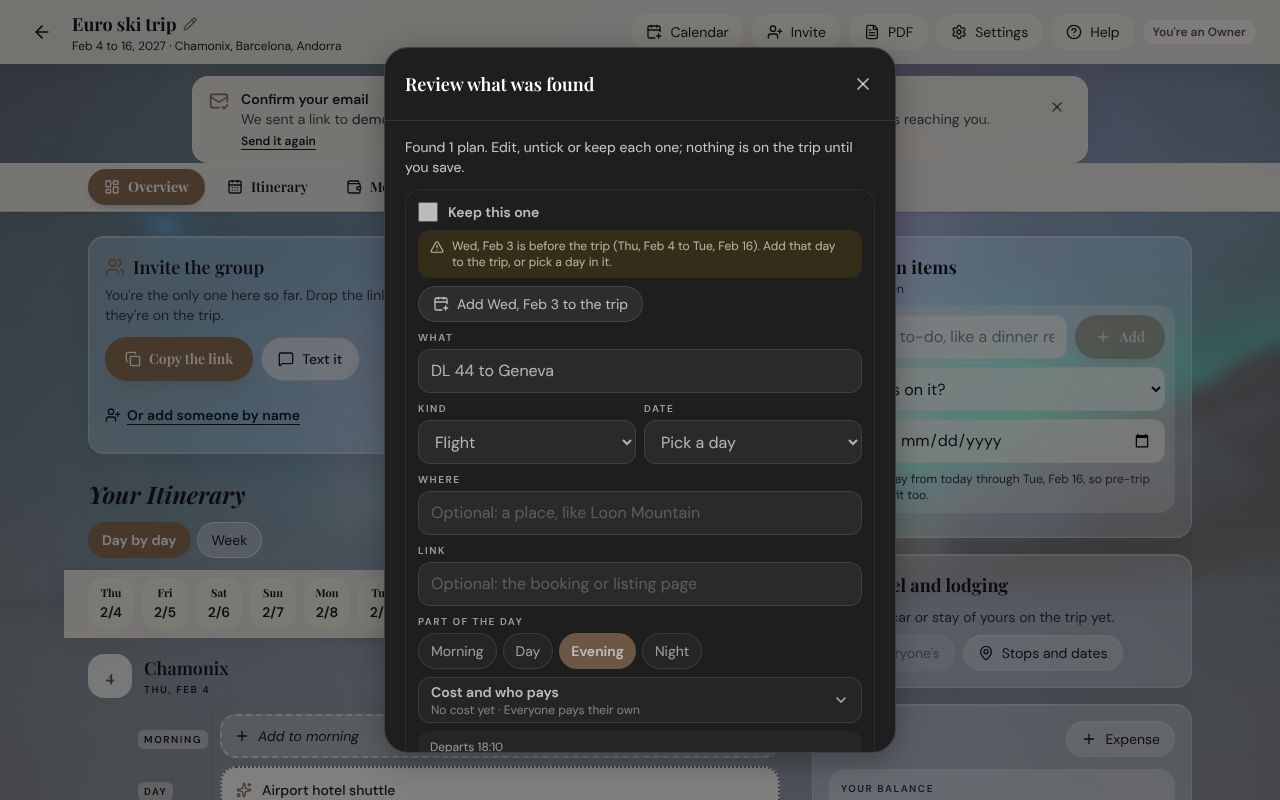 Euro ski trip
Feb 4 to 16, 2027 · Chamonix, Barcelona, Andorra
Calendar
Invite
PDF
Settings
Help
You're an Owner
Confirm your email
We sent a link to
s reaching you.
Send it again
Overview
Itinerary
Review what was found
Found 1 plan. Edit, untick or keep each one; nothing is on the trip until
you save.
Keep this one
Wed, Feb 3 is before the trip (Thu, Feb 4 to Tue, Feb 16). Add that day
to the trip, or pick a day in it.
Add Wed, Feb 3 to the trip
WHAT
DL 44 to Geneva
KIND
DATE
Flight
Pick a day
WHERE
Optional: a place, like Loon Mountain
LINK
Optional: the booking or listing page
PART OF THE DAY
Morning
Day
Evening
Night
Cost and who pays
No cost yet · Everyone pays their own
Departs 18:10
Invite the group
You're the only one here so far. Drop the
they're on the trip.
Copy the link
Text it
Or add someone by name
Your Itinerary
Day by day
Week
Thu
2/4
Fri
2/5
Sat
2/6
Sun
2/7
Mon
2/8
Tu
2/
4
Chamonix
THU, FEB 4
MORNING
Add to morning
DAY
Airport hotel shuttle
n items
on
to-do, like a dinner re
Add
s on it?
mm/dd/yyyy
ay from today through Tue, Feb 16, so pre-trip
fit too.
el and lodging
car or stay of yours on the trip yet.
ryone's
Stops and dates
Expense
YOUR BALANCE